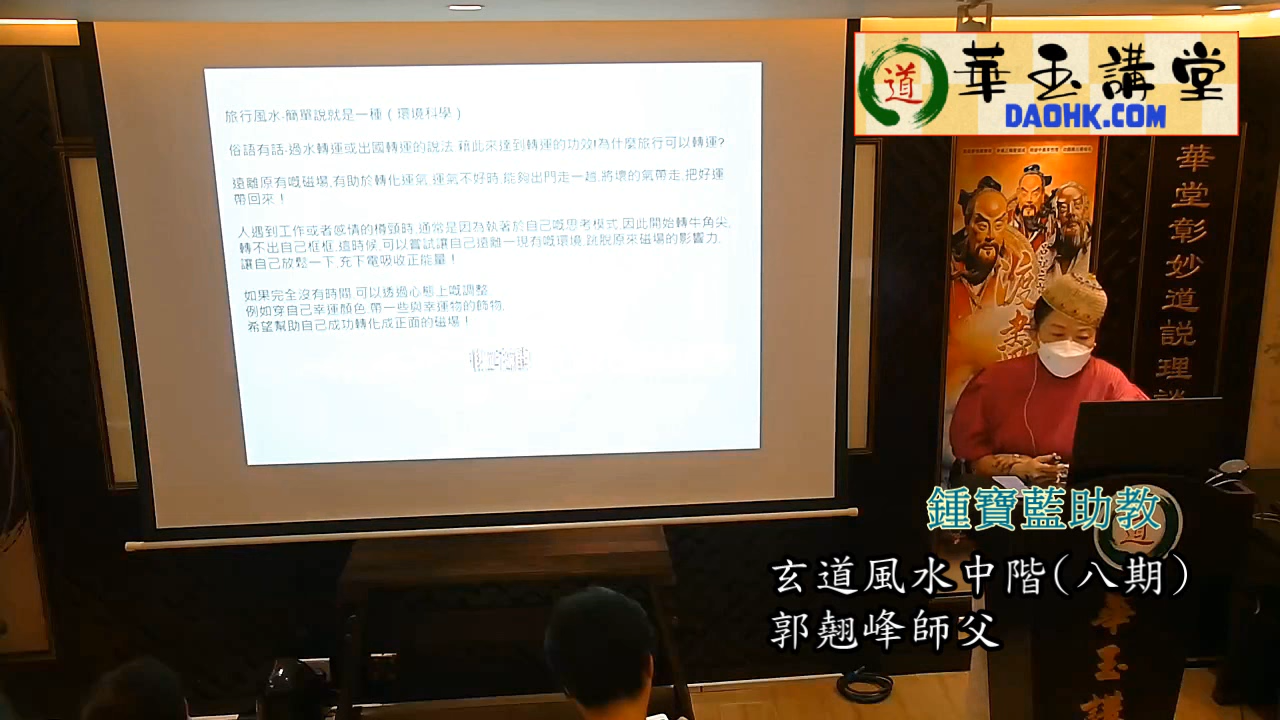 旅行風水-簡單說就是一種（環境科學）
俗語有話-過水轉運或出國轉運的說法,藉此來達到轉運的功效!為什麼旅行可以轉運?
遠離原有嘅磁場,有助於轉化運氣,運氣不好時,能夠出門走一趟,將壞的氣帶走,把好運
帶回來！
人遇到工作或者感情的樽頸時,通常是因為執著於自己嘅思考模式,因此開始轉牛角尖,
轉不出自己框框,這時候,可以嘗試讓自己遠離一現有嘅環境,跳脫原來磁場的影響力,
讓自己放鬆一下,充下電吸收正能量！
如果完全沒有時間,可以透過心態上嘅調整,
例如穿自己幸運顏色,帶一些與幸運物的飾物,
希望幫助自己成功轉化成正面的磁場！
道
華玉講堂
DAOHK.COM
華堂彰妙道説理談
渡
鍾寶藍助教
道
玄道風水中階(八期)
郭翹峰師父
華玉講